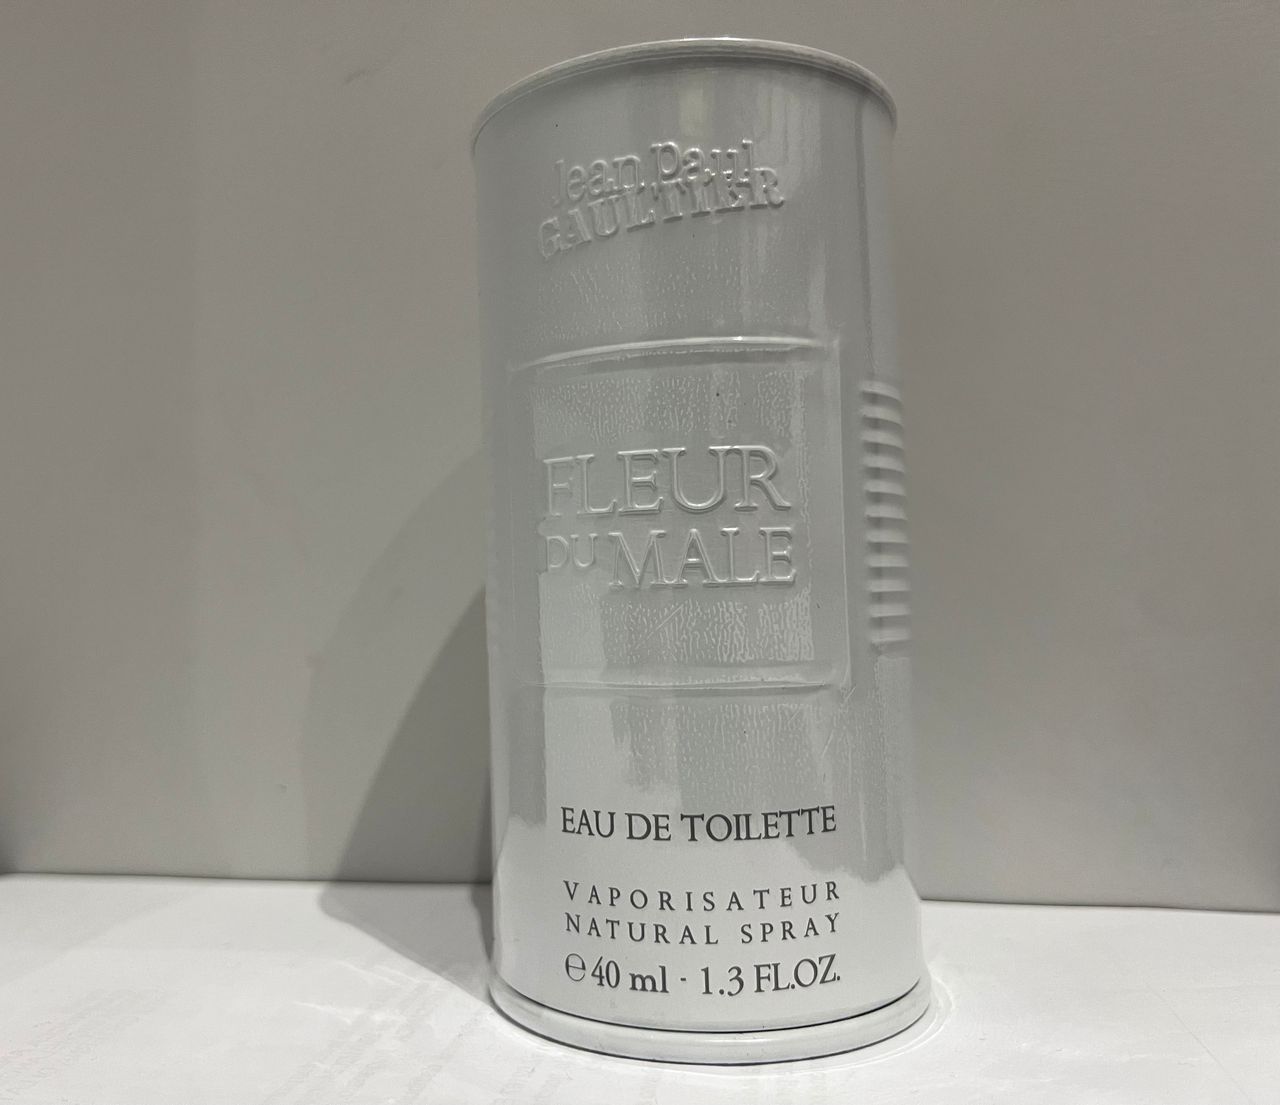 Jean Paul
GAULTIER
FLEUR
DU MALE
EAU DE TOILETTE
VAPORISATEUR
NATURAL SPRAY
℮40 ml - 1.3 FL.OZ.